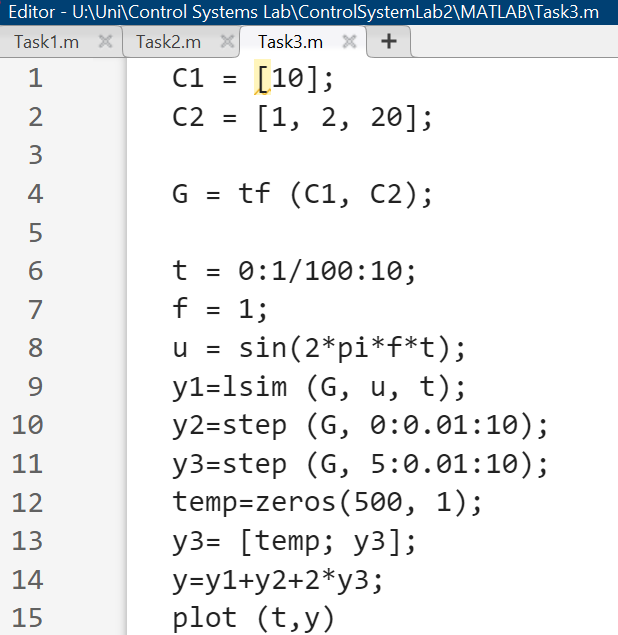 Editor - U:\Uni\Control Systems Lab\ControlSystemLab2\MATLAB\Task3.m
Task1.m Task2.m Task3.m +
1 C1 = [10];
2 C2 = [1, 2, 20];
3
4 G = tf (C1, C2);
5
6 t = 0:1/100:10;
7 f = 1;
8 u = sin(2*pi*f*t);
9 y1=lsim (G, u, t);
10 y2=step (G, 0:0.01:10);
11 y3=step (G, 5:0.01:10);
12 temp=zeros(500, 1);
13 y3= [temp; y3];
14 y=y1+y2+2*y3;
15 plot (t,y)